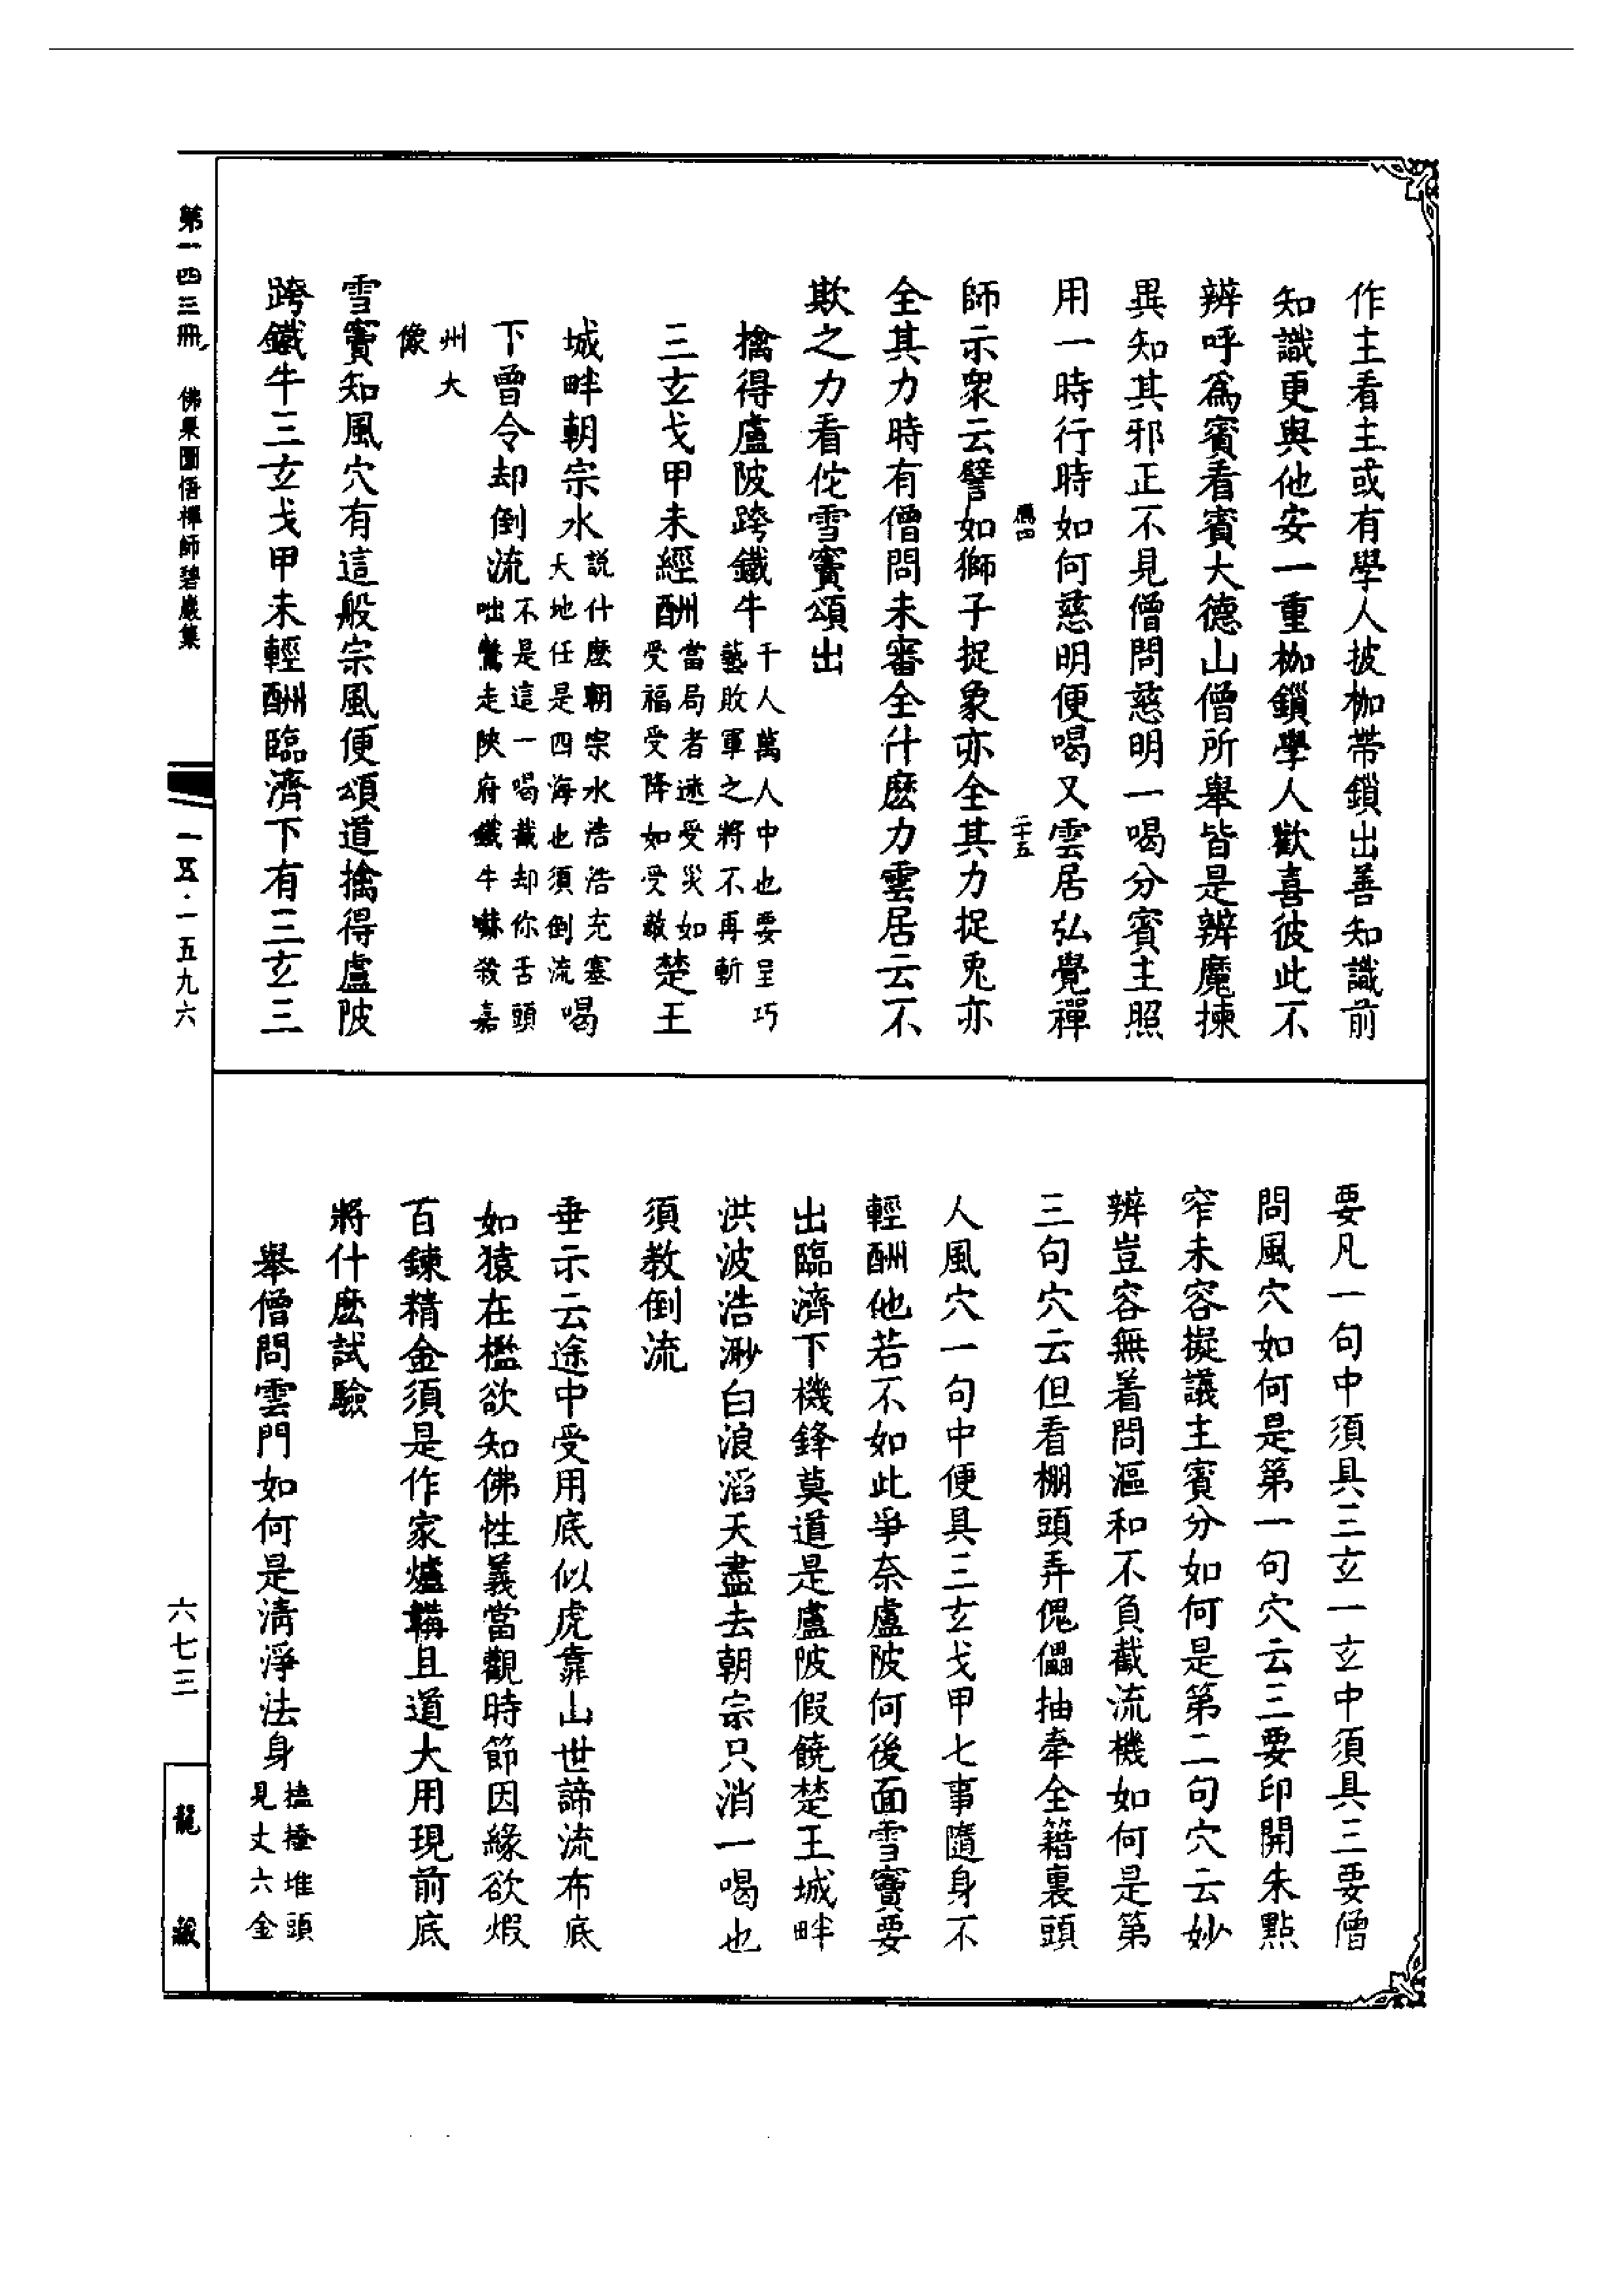 作主看主或有學人披枷帶鎖出善知識前
知識更與他安一重枷鎖學人歡喜彼此不
辨呼為賓看賓大德山僧所舉皆是辨魔揀
異知其邪正不見僧問慈明一喝分賓主照
用一時行時如何慈明便喝又雲居弘覺禪
鴈四
二十五
師示眾云譬如獅子捉象亦全其力捉兎亦
全其力時有僧問未審全什麼力雲居云不
欺之力看佗雪竇頌出
擒得盧陂跨鐵牛千人萬人中也要呈巧藝敗軍之將不再斬
三玄戈甲未經酬當局者迷受災如受福受降如受敵楚王
城畔朝宗水說什麼朝宗水浩浩充塞大地任是四海也須倒流喝
下曾令却倒流不是這一喝截却你舌頭咄驚走陝府鐵牛嚇殺嘉
州大像
雪竇知風穴有這般宗風便頌道擒得盧陂
跨鐵牛三玄戈甲未輕酬臨濟下有三玄三
要凡一句中須具三玄一玄中須具三要僧
問風穴如何是第一句穴云三要印開朱點
窄未容擬議主賓分如何是第二句穴云妙
辨豈容無着問漚和不負截流機如何是第
三句穴云但看棚頭弄傀儡抽牽全籍裏頭
人風穴一句中便具三玄戈甲七事隨身不
輕酬他若不如此爭奈盧陂何後面雪竇要
出臨濟下機鋒莫道是盧陂假饒楚王城畔
洪波浩渺白浪滔天盡去朝宗只消一喝也
須教倒流
垂示云途中受用底似虎靠山世諦流布底
如猿在檻欲知佛性義當觀時節因緣欲煆
百鍊精金須是作家爐韛且道大用現前底
將什麼試驗
舉僧問雲門如何是清淨法身𡏖𡊅堆頭見丈六金
第一四三冊 佛果圜悟禪師碧巖集
一五·一五九六
六七三
龍藏